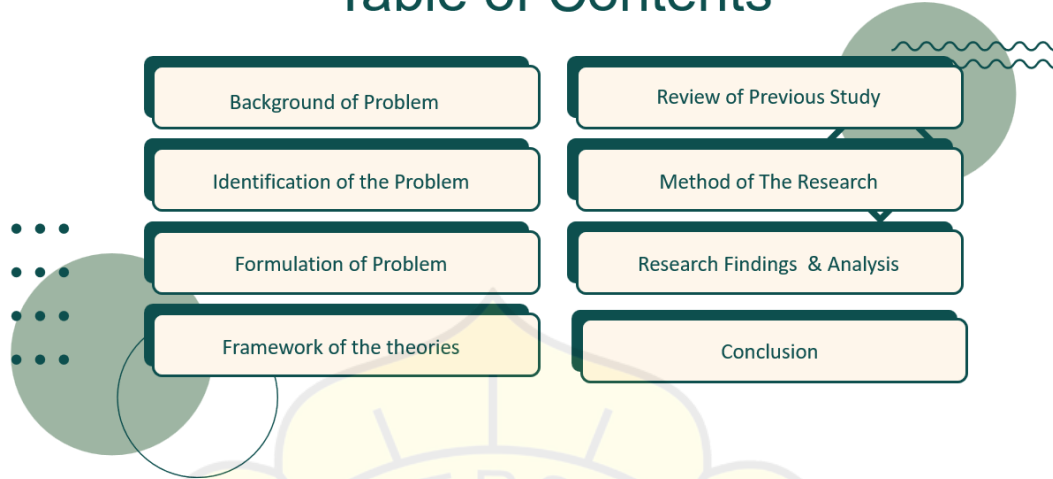 Table of Contents
Background of Problem
Identification of the Problem
Formulation of Problem
Framework of the theories
Review of Previous Study
Method of The Research
Research Findings & Analysis
Conclusion